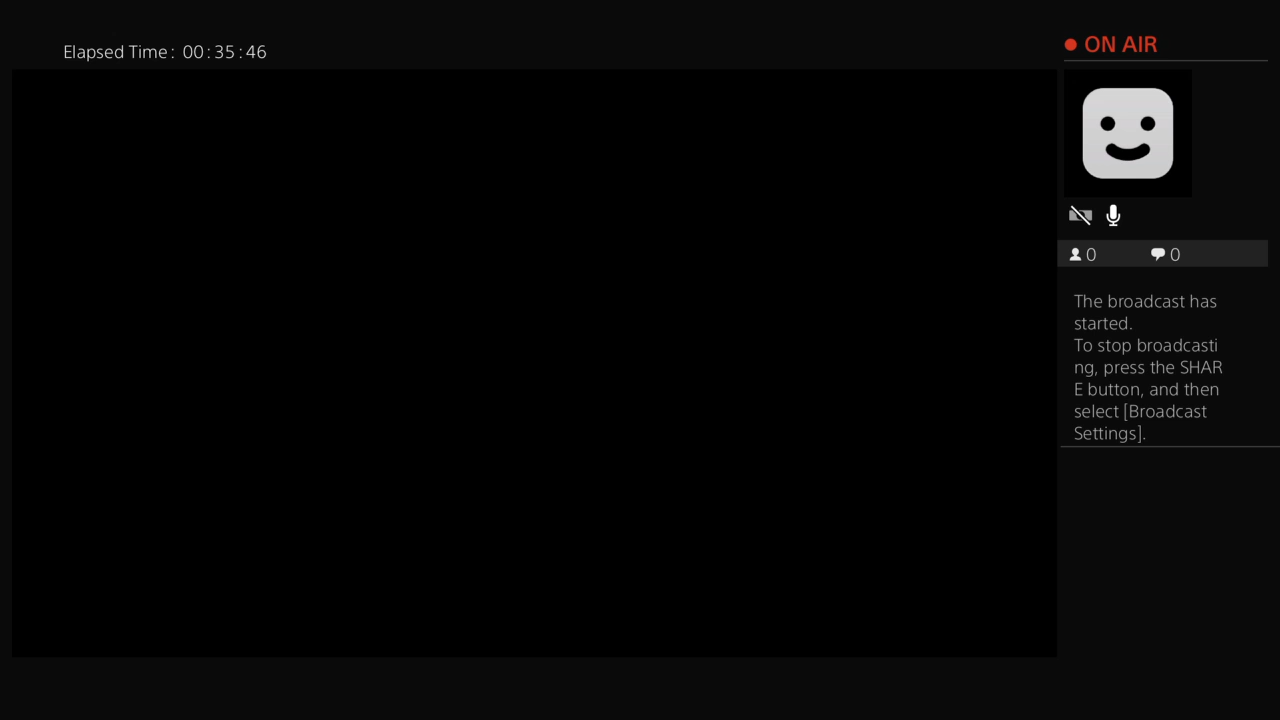 Elapsed Time: 00:35:46
ON AIR
0 0
The broadcast has
started.
To stop broadcasti
ng, press the SHAR
E button, and then
select [Broadcast
Settings].